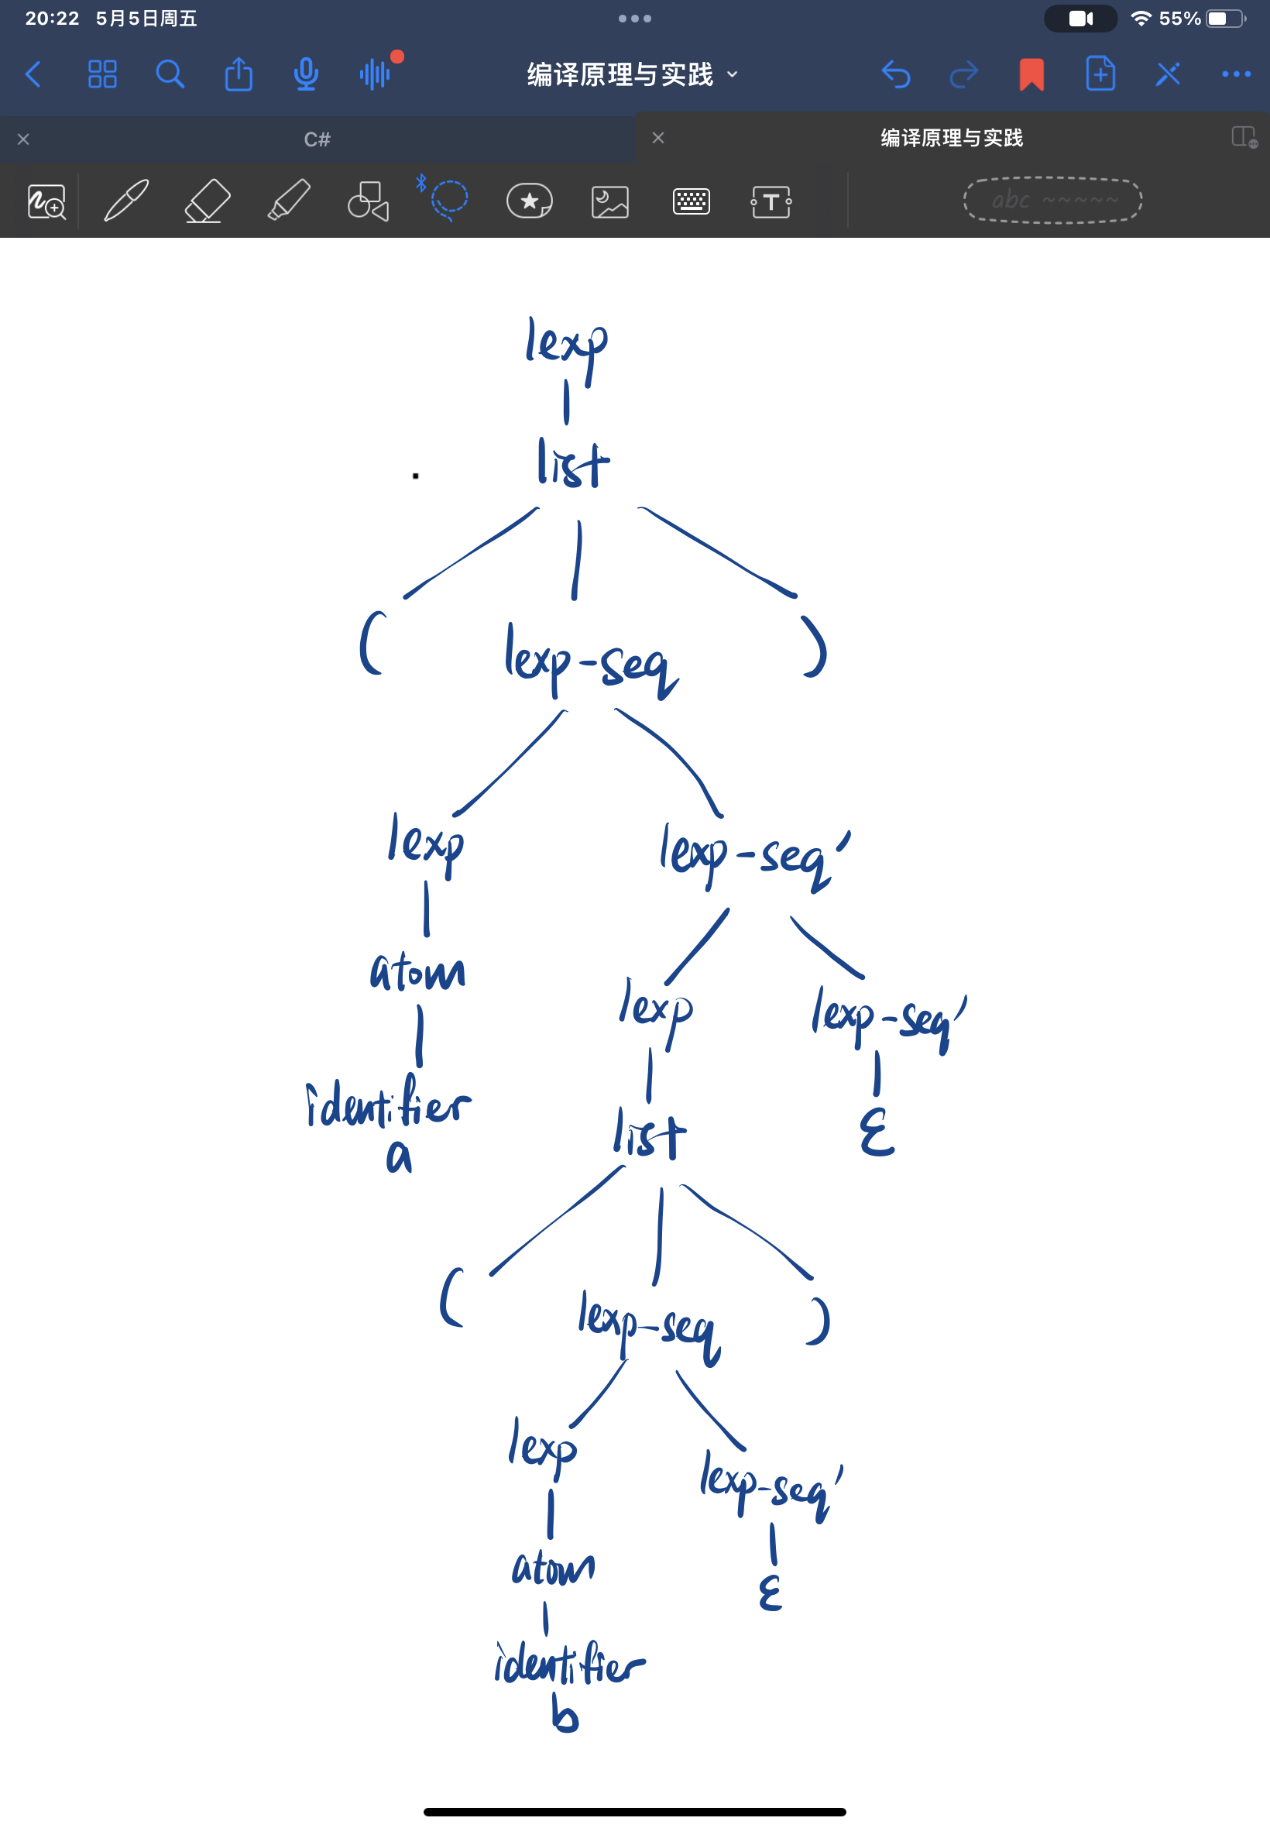 20:22 5月5日周五
55%
编译原理与实践
C#
编译原理与实践
T
abc ~~~~~
lexp
list
( lexp-seq )
lexp lexp-seq'
atom
lexp lexp-seq'
identifier
a
list
ε
( lexp-seq )
lexp lexp-seq'
atom
ε
identifier
b